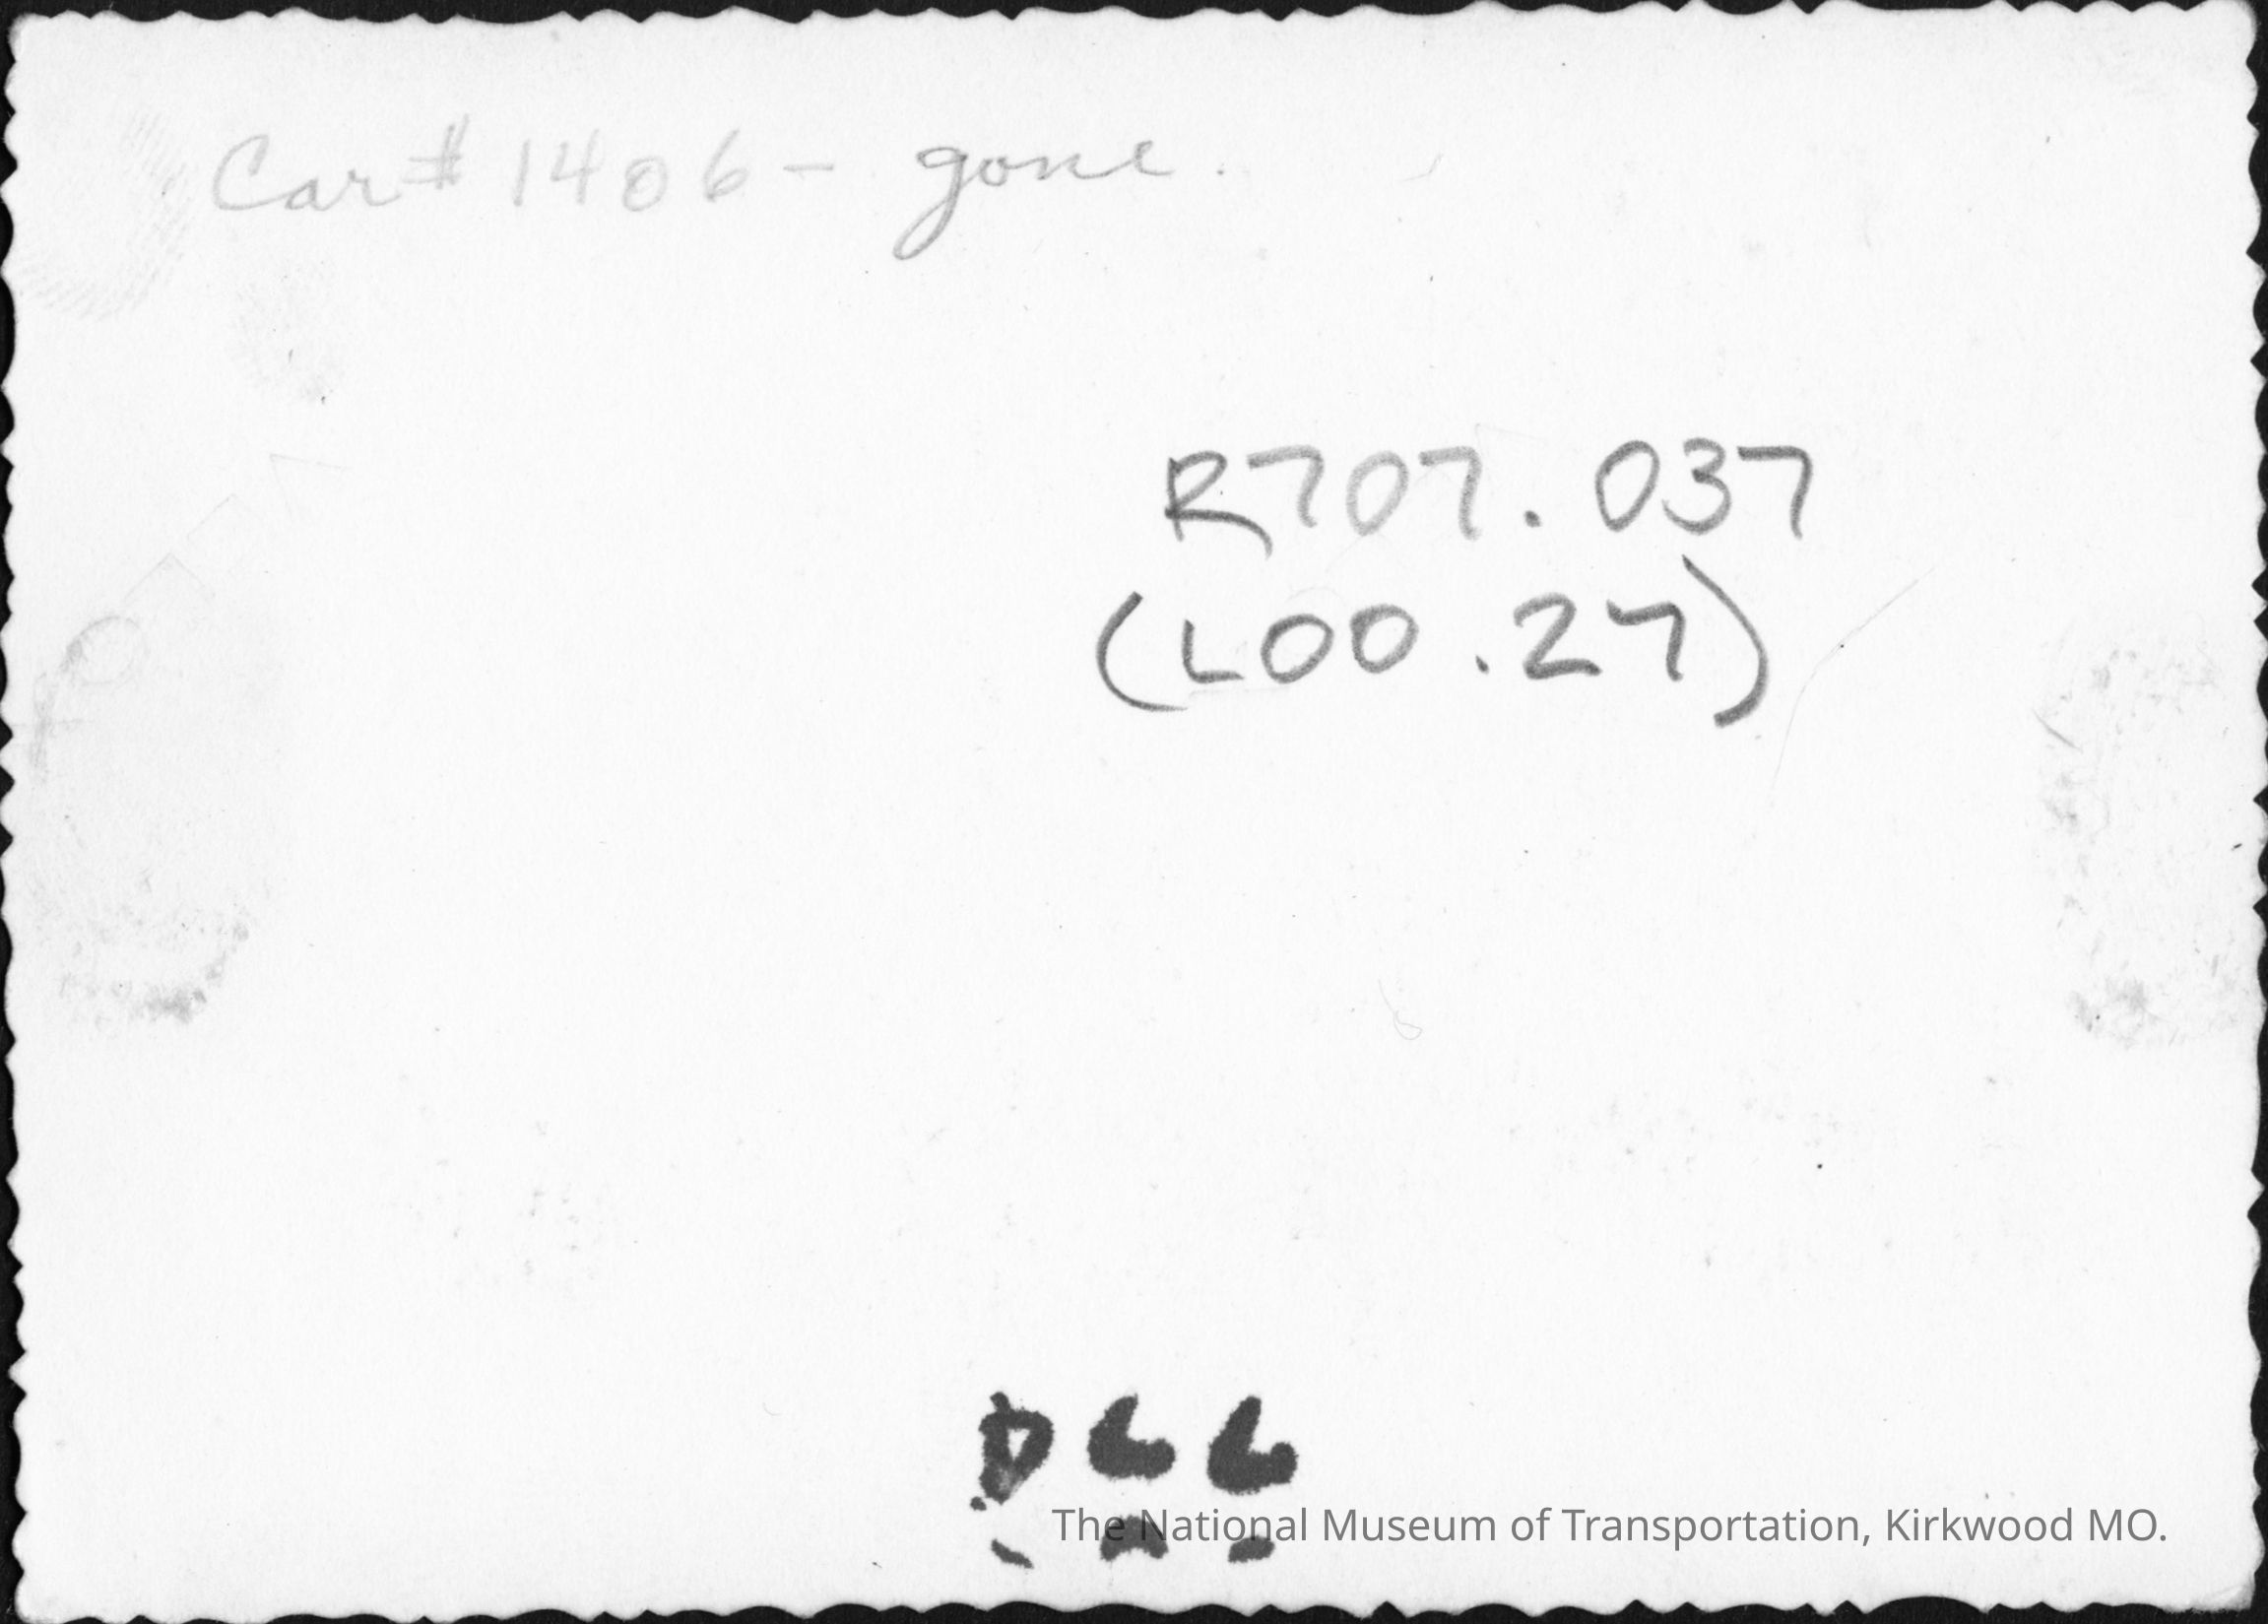 Car # 1406 - gone.
R707.037
(L00.27)
D66
The National Museum of Transportation, Kirkwood MO.